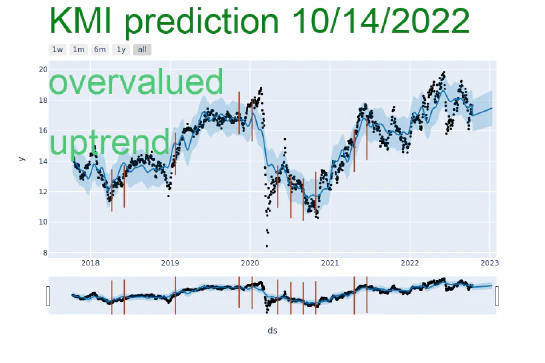 KMI prediction 10/14/2022
1w 1m 6m 1y all
overvalued
uptrend
20
18
16
14
12
10
8
y
2018 2019 2020 2021 2022 2023
ds